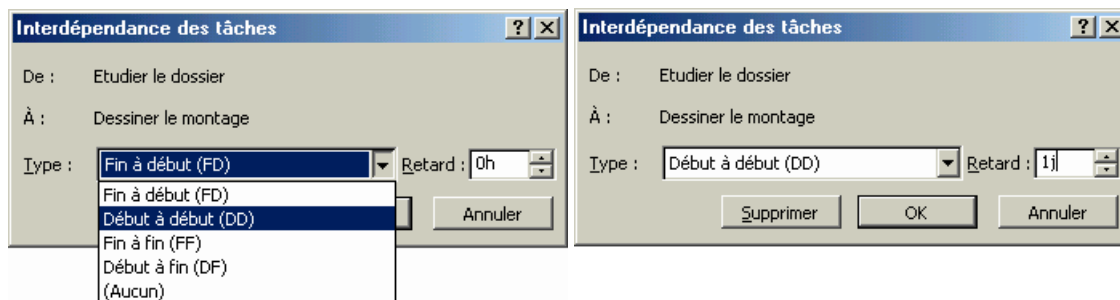 Interdépendance des tâches
De : Etudier le dossier
À : Dessiner le montage
Type : Fin à début (FD) Retard : 0h
Fin à début (FD)
Début à début (DD)
Annuler
Fin à fin (FF)
Début à fin (DF)
(Aucun)
Interdépendance des tâches
De : Etudier le dossier
À : Dessiner le montage
Type : Début à début (DD) Retard : 1j
Supprimer OK Annuler